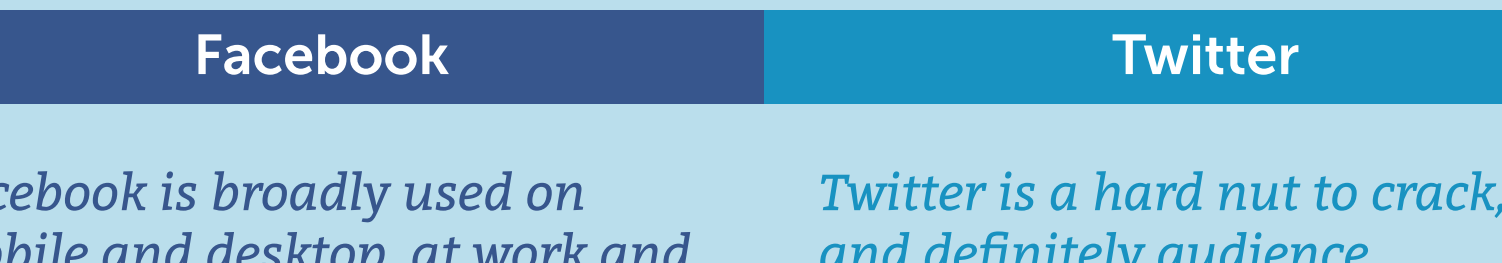 Facebook
Twitter
cebook is broadly used on
bile and desktop, at work and
Twitter is a hard nut to crack,
and definitely audience